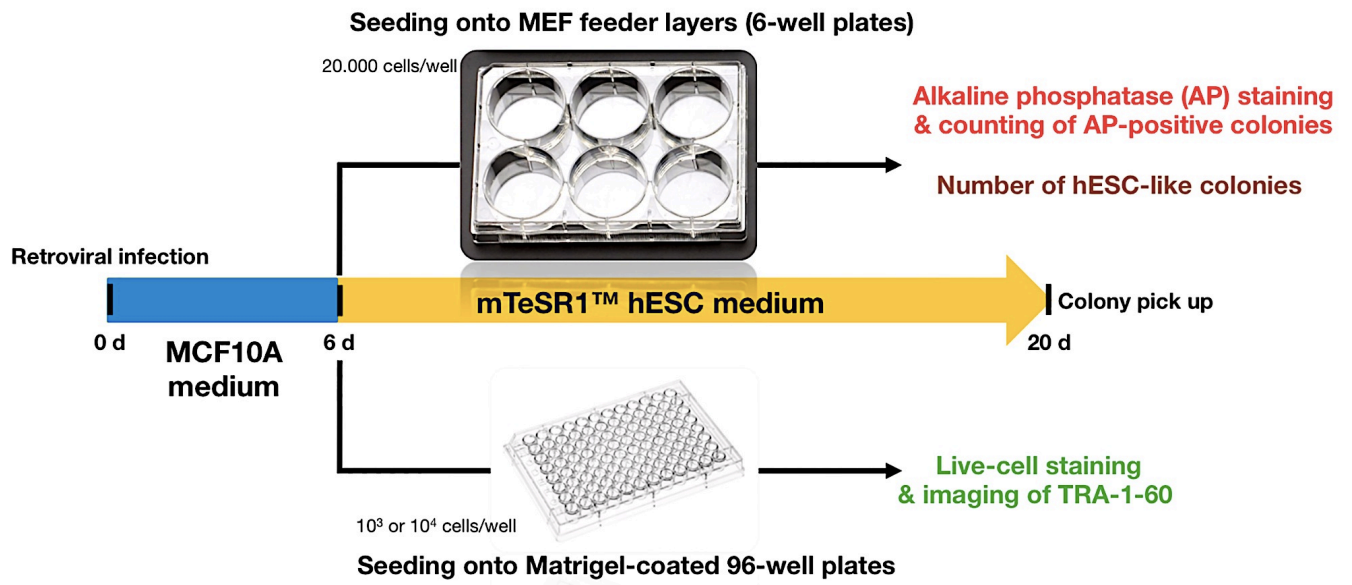 Seeding onto MEF feeder layers (6-well plates)
20.000 cells/well
Alkaline phosphatase (AP) staining
& counting of AP-positive colonies
Number of hESC-like colonies
Retroviral infection
mTeSR1™ hESC medium
Colony pick up
0 d
6 d
20 d
MCF10A
medium
Live-cell staining
& imaging of TRA-1-60
10³ or 10⁴ cells/well
Seeding onto Matrigel-coated 96-well plates